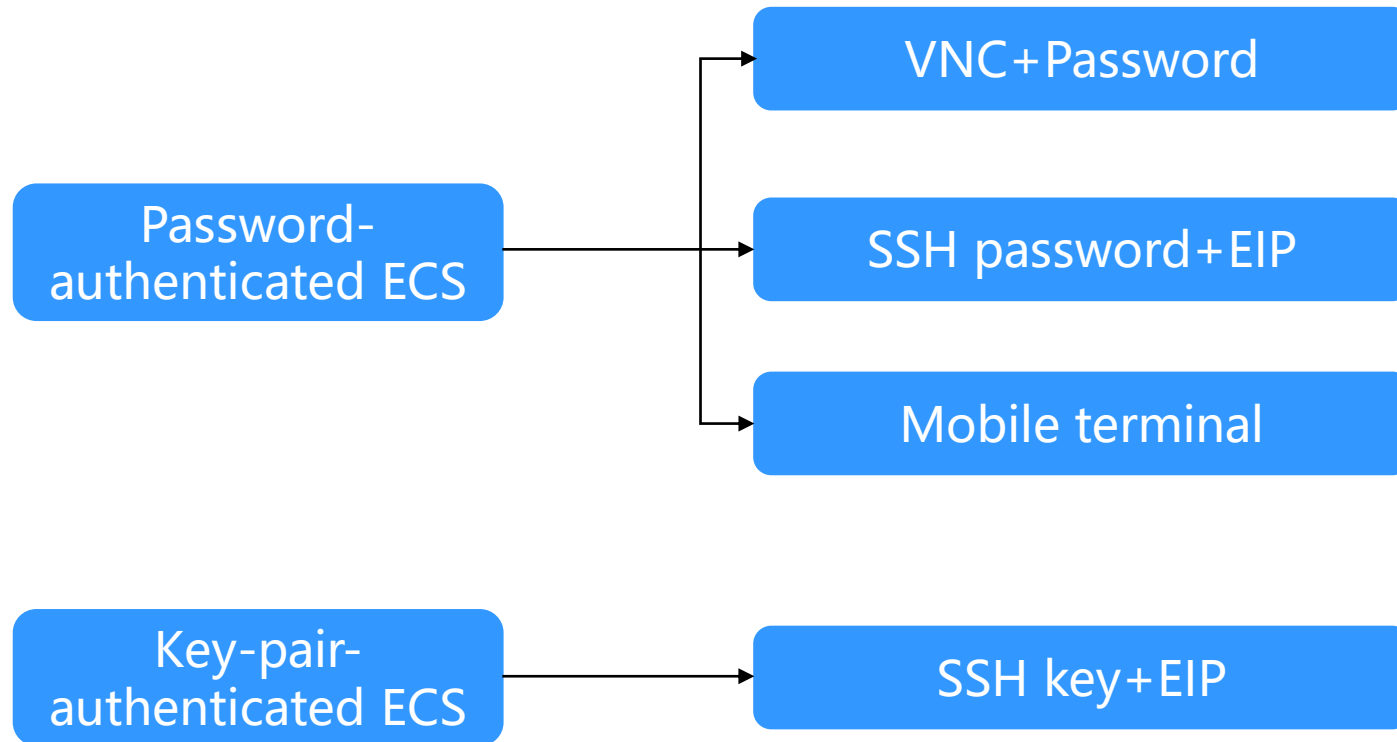 VNC+Password
Password-
authenticated ECS
SSH password+EIP
Mobile terminal
Key-pair-
authenticated ECS
SSH key+EIP